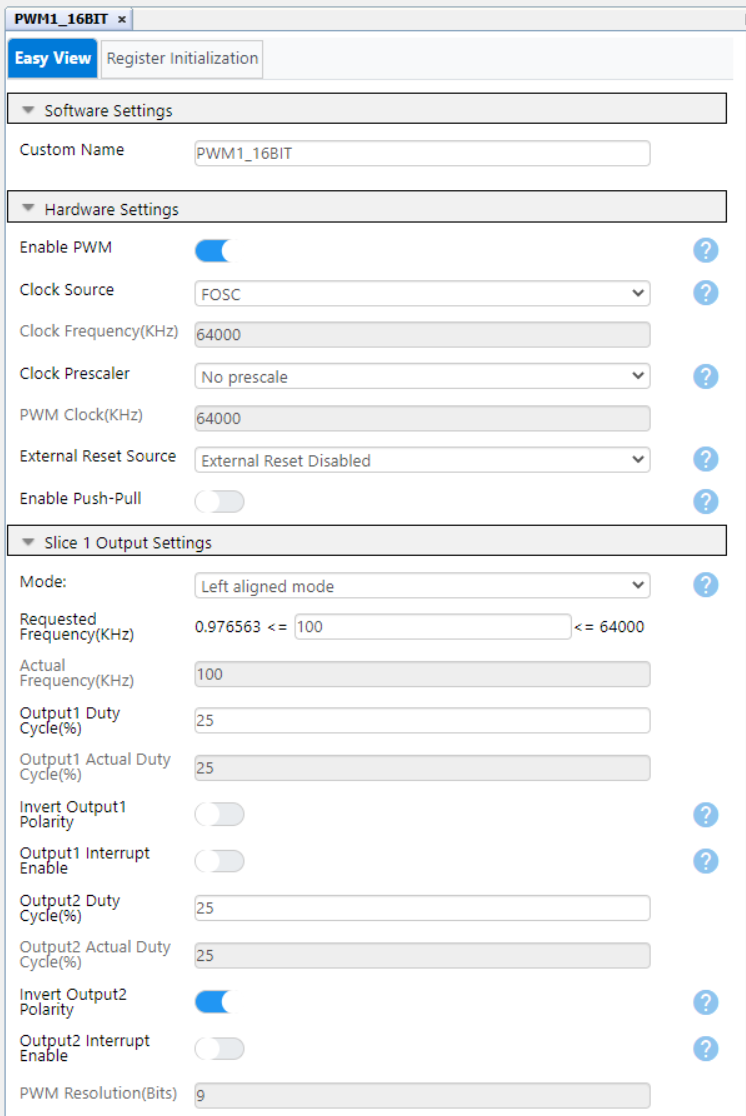 PWM1_16BIT ×
Easy View Register Initialization
Software Settings
Custom Name PWM1_16BIT
Hardware Settings
Enable PWM ?
Clock Source FOSC ?
Clock Frequency(KHz) 64000
Clock Prescaler No prescale ?
PWM Clock(KHz) 64000
External Reset Source External Reset Disabled ?
Enable Push-Pull ?
Slice 1 Output Settings
Mode: Left aligned mode ?
Requested
Frequency(KHz) 0.976563 <= 100 <= 64000
Actual
Frequency(KHz) 100
Output1 Duty
Cycle(%) 25
Output1 Actual Duty
Cycle(%) 25
Invert Output1
Polarity ?
Output1 Interrupt
Enable ?
Output2 Duty
Cycle(%) 25
Output2 Actual Duty
Cycle(%) 25
Invert Output2
Polarity ?
Output2 Interrupt
Enable ?
PWM Resolution(Bits) 9